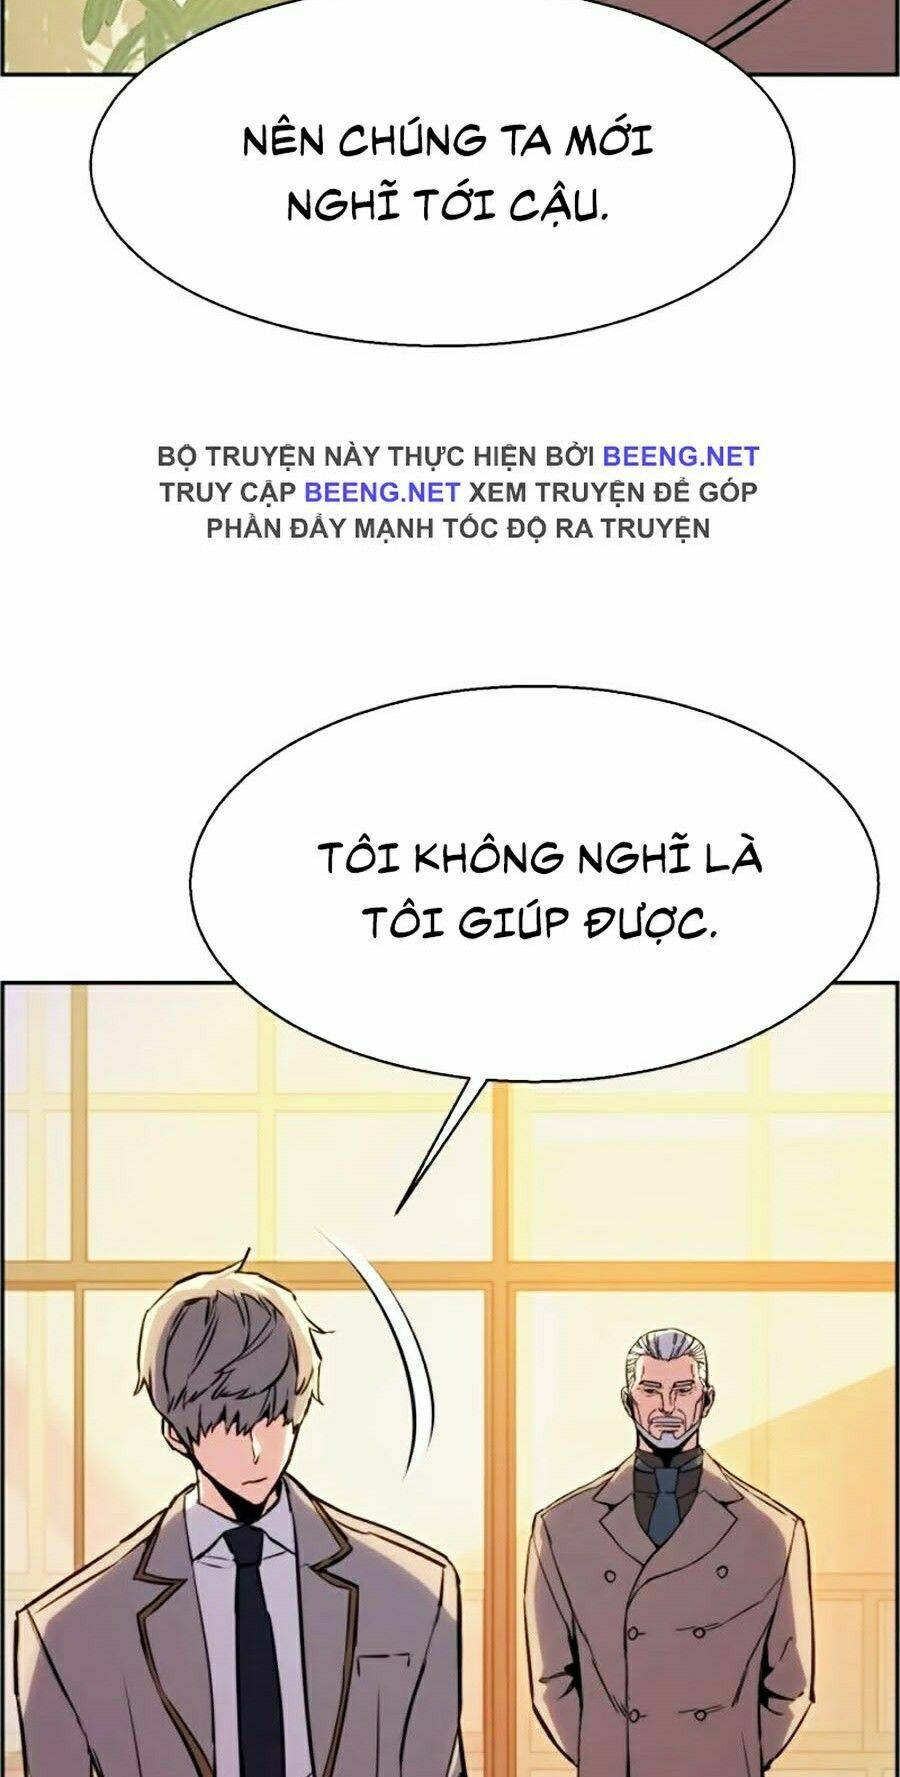 NÊN CHÚNG TA MỚI
NGHĨ TỚI CẬU.
BỘ TRUYỆN NÀY THỰC HIỆN BỞI BEENG.NET
TRUY CẬP BEENG.NET XEM TRUYỆN ĐỂ GÓP
PHẦN ĐẨY MẠNH TỐC ĐỘ RA TRUYỆN
TÔI KHÔNG NGHĨ LÀ
TÔI GIÚP ĐƯỢC.